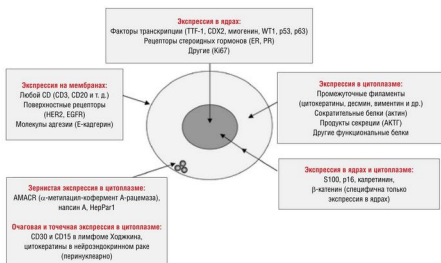 Экспрессия в ядрах:
Факторы транскрипции (TTF-1, CDX2, миогенин, WT1, p53, p63)
Рецепторы стероидных гормонов (ER, PR)
Другие (Ki67)
Экспрессия на мембранах:
Любой CD (CD3, CD20 и т. д.)
Поверхностные рецепторы
(HER2, EGFR)
Молекулы адгезии (Е-кадгерин)
Экспрессия в цитоплазме:
Промежуточные филаменты
(цитокератины, десмин, виментин и др.)
Сократительные белки (актин)
Продукты секреции (АКТГ)
Другие функциональные белки
Зернистая экспрессия в цитоплазме:
AMACR (α-метилацил-кофермент А-рацемаза),
напсин А, HepPar1
Очаговая и точечная экспрессия в цитоплазме:
CD30 и CD15 в лимфоме Ходжкина,
цитокератины в нейроэндокринном раке
(перинуклеарно)
Экспрессия в ядрах и цитоплазме:
S100, p16, калретинин,
β-катенин (специфична только
экспрессия в ядрах)